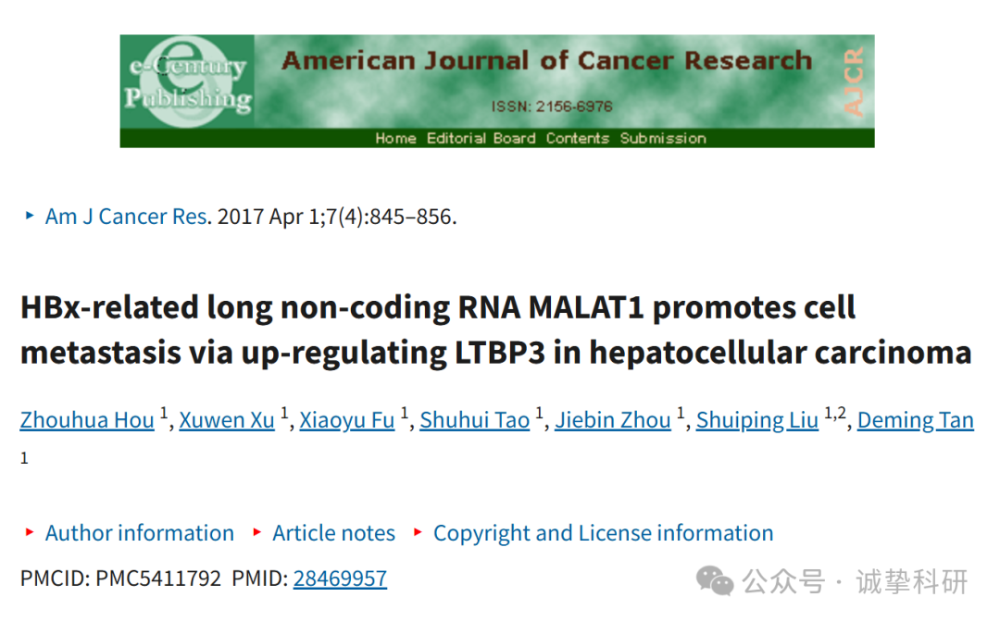 e-Century
Publishing
American Journal of Cancer Research
ISSN: 2156-6976
AJCR
Home Editorial Board Contents Submission
Am J Cancer Res. 2017 Apr 1;7(4):845–856.
HBx-related long non-coding RNA MALAT1 promotes cell
metastasis via up-regulating LTBP3 in hepatocellular carcinoma
Zhouhua Hou 1, Xuwen Xu 1, Xiaoyu Fu 1, Shuhui Tao 1, Jiebin Zhou 1, Shuiping Liu 1,2, Deming Tan
1
Author information Article notes Copyright and License information
PMCID: PMC5411792 PMID: 28469957
公众号 · 诚挚科研